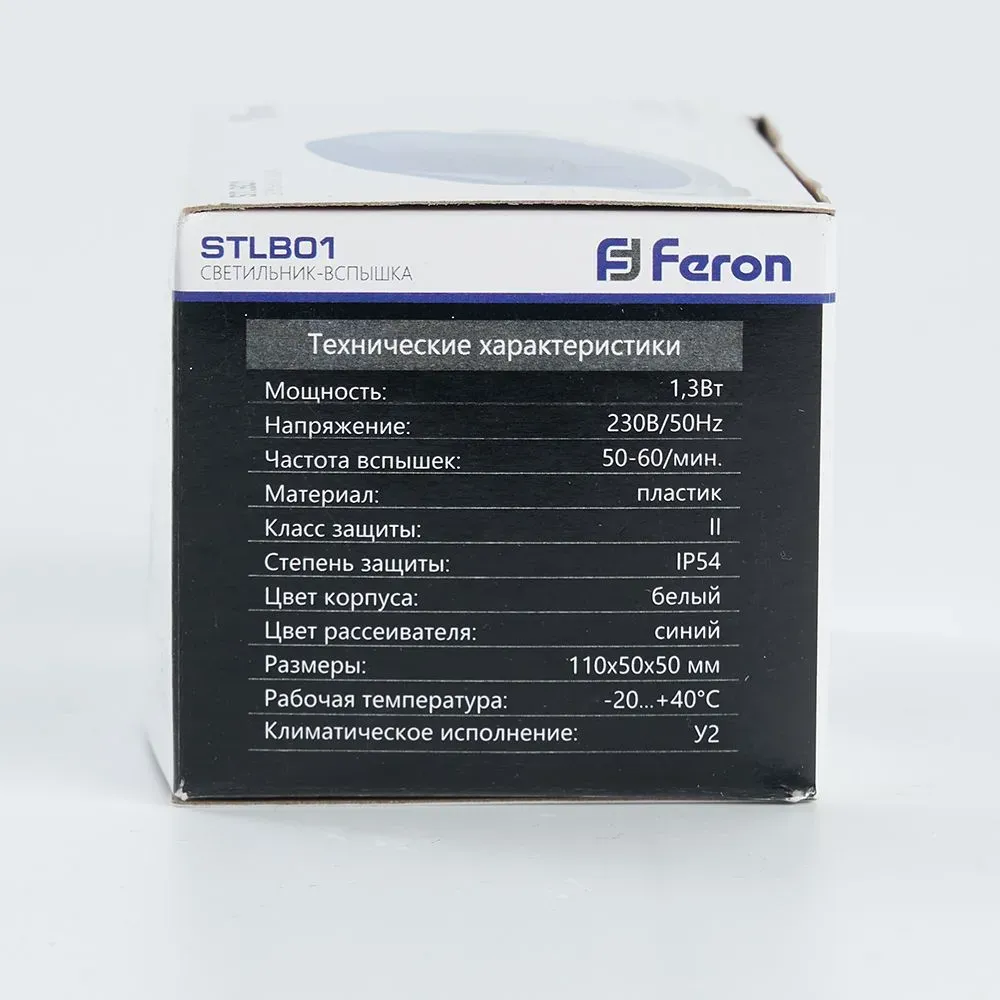 STLB01
СВЕТИЛЬНИК-ВСПЫШКА
Feron
Технические характеристики
Мощность: 1,3Вт
Напряжение: 230В/50Hz
Частота вспышек: 50-60/мин.
Материал: пластик
Класс защиты: II
Степень защиты: IP54
Цвет корпуса: белый
Цвет рассеивателя: синий
Размеры: 110х50х50 мм
Рабочая температура: -20...+40°С
Климатическое исполнение: У2